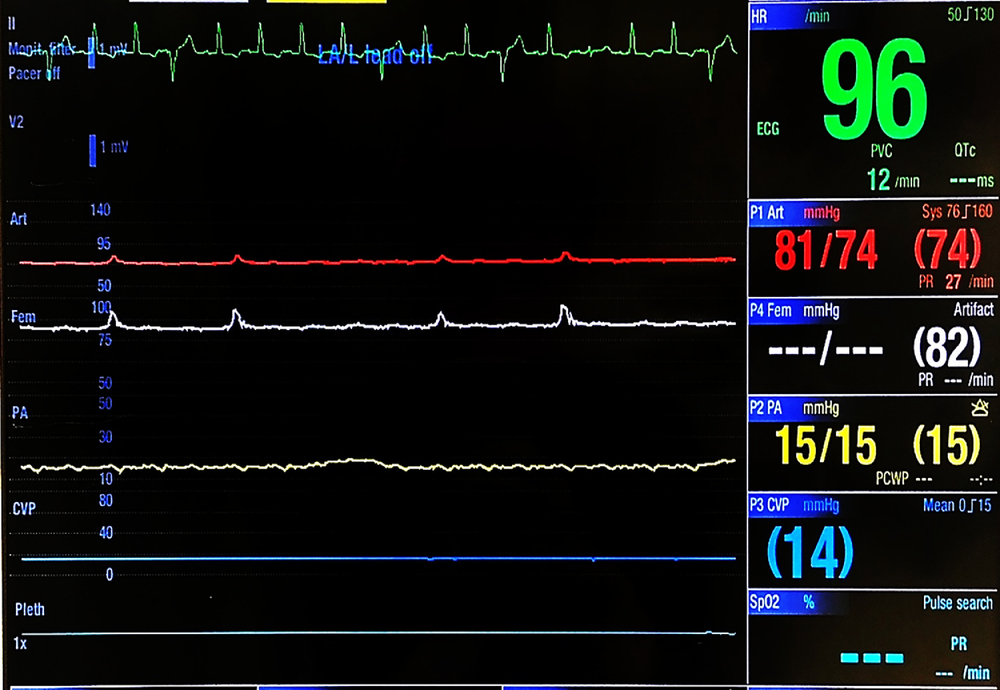 II
Monit. filter
1 mV
LA/L lead off
Pacer off
V2
1 mV
Art
140
95
50
Fem
100
75
50
PA
50
30
10
CVP
80
40
0
Pleth
1x
HR /min 50 130
ECG
96
PVC QTc
12 /min ---ms
P1 Art mmHg Sys 76 160
81/74 (74)
PR 27 /min
P4 Fem mmHg Artifact
---/--- (82)
PR --- /min
P2 PA mmHg
15/15 (15)
PCWP --- --:--
P3 CVP mmHg Mean 0 15
(14)
SpO2 % Pulse search
PR
---
--- /min